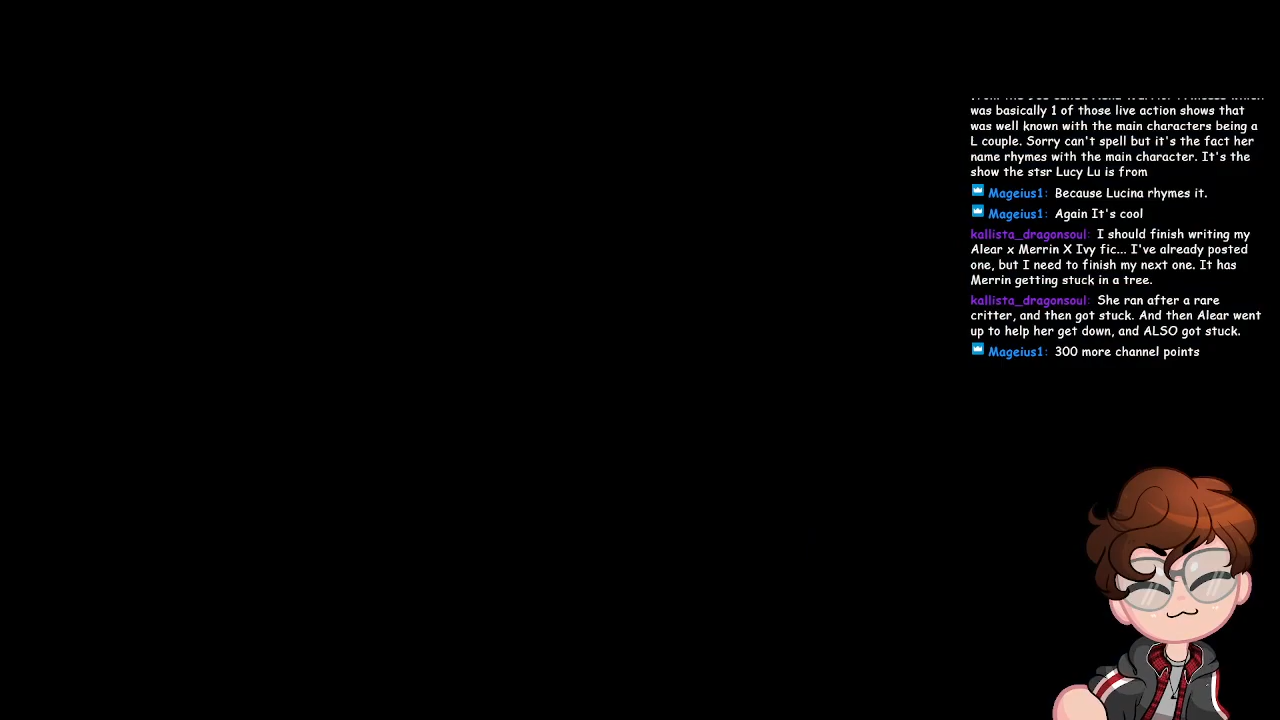 was basically 1 of those live action shows that
was well known with the main characters being a
L couple. Sorry can't spell but it's the fact her
name rhymes with the main character. It's the
show the stsr Lucy Lu is from
Mageius1: Because Lucina rhymes it.
Mageius1: Again It's cool
kallista_dragonsoul: I should finish writing my
Alear x Merrin X Ivy fic... I've already posted
one, but I need to finish my next one. It has
Merrin getting stuck in a tree.
kallista_dragonsoul: She ran after a rare
critter, and then got stuck. And then Alear went
up to help her get down, and ALSO got stuck.
Mageius1: 300 more channel points